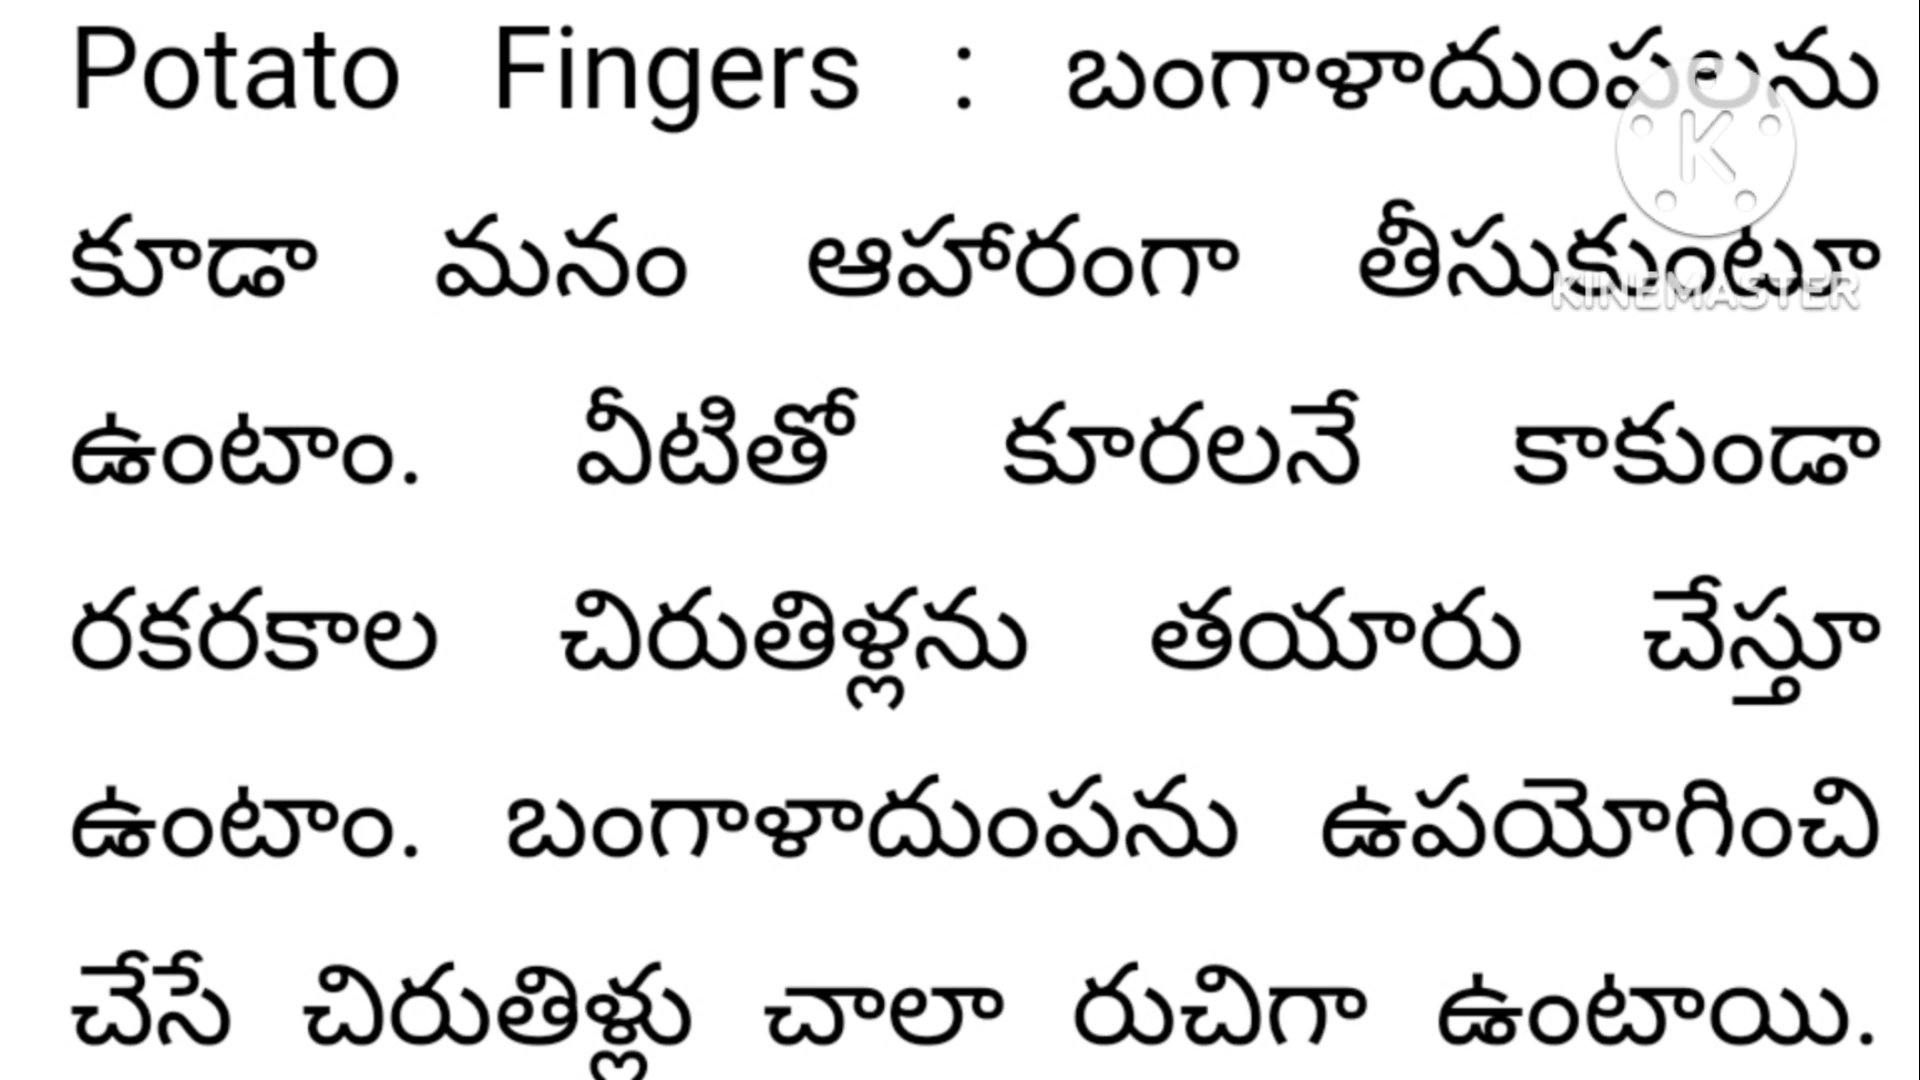 Potato Fingers : బంగాళాదుంపలను
కూడా మనం ఆహారంగా తీసుకుంటూ
KINEMASTER
ఉంటాం. వీటితో కూరలనే కాకుండా
రకరకాల చిరుతిళ్లను తయారు చేస్తూ
ఉంటాం. బంగాళాదుంపను ఉపయోగించి
చేసే చిరుతిళ్లు చాలా రుచిగా ఉంటాయి.